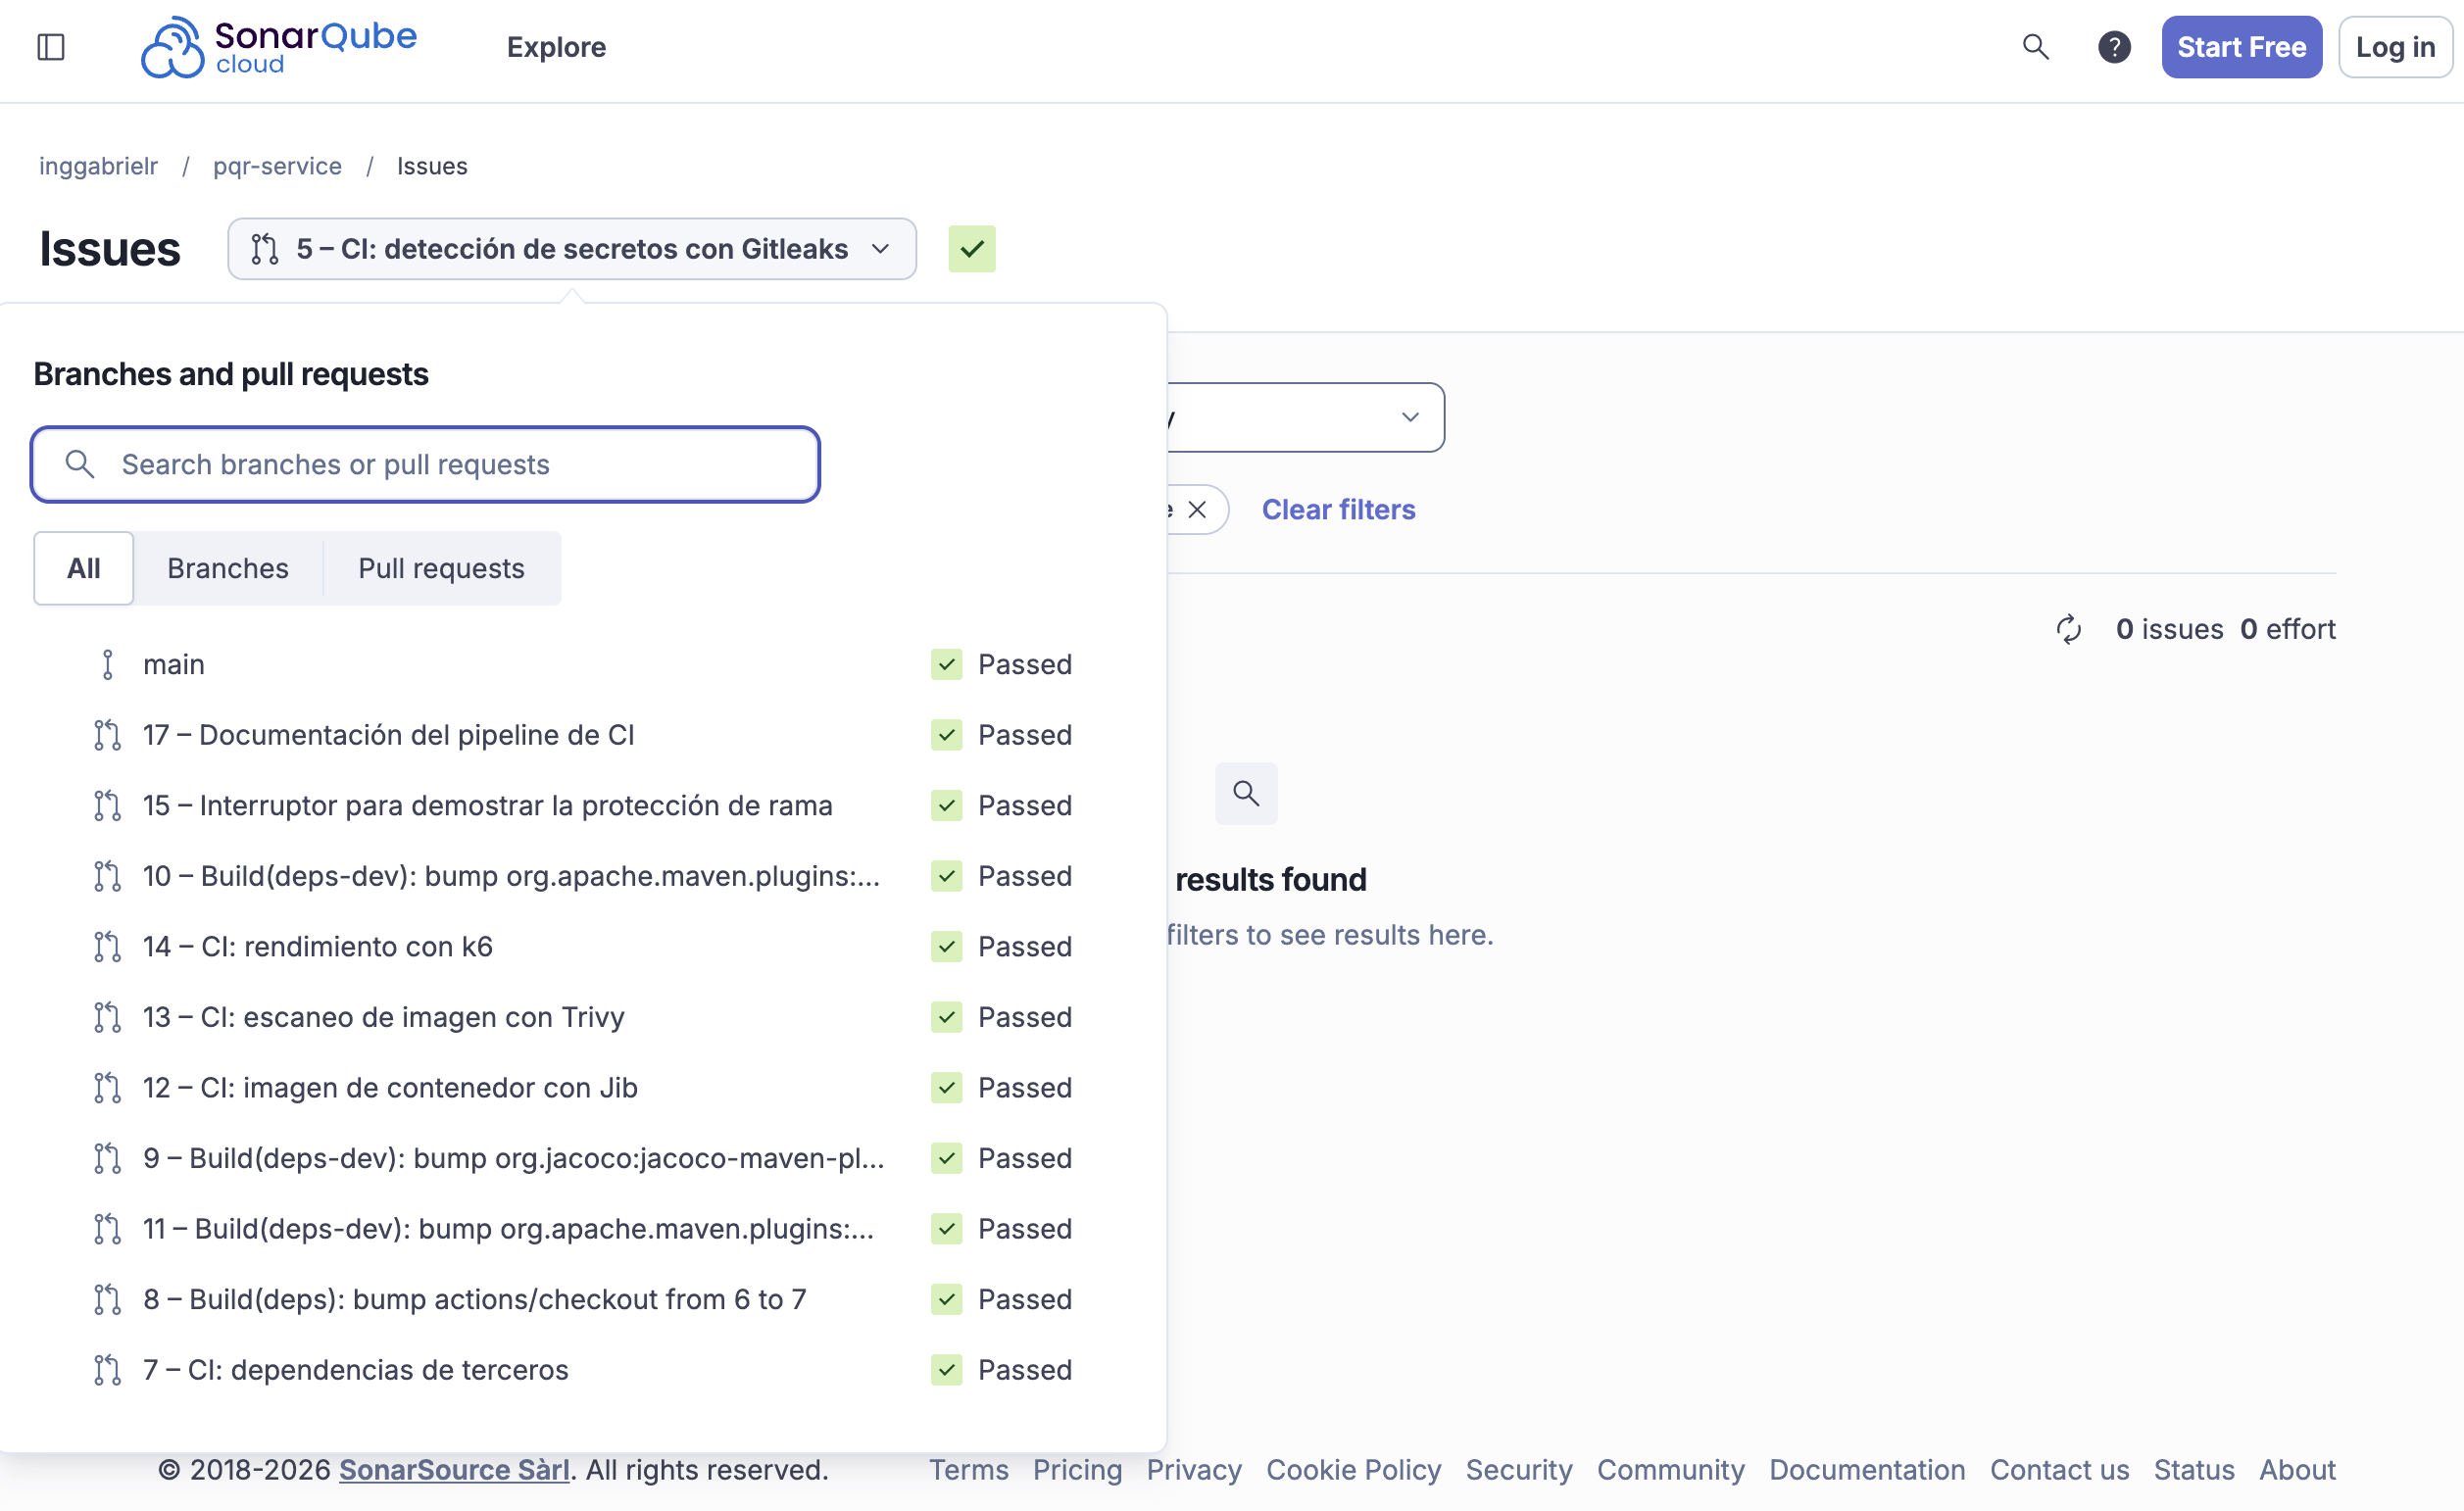 SonarQube cloud
Explore
Start Free
Log in
inggabrielr / pqr-service / Issues
Issues
5 – CI: detección de secretos con Gitleaks
Branches and pull requests
Search branches or pull requests
Clear filters
All
Branches
Pull requests
0 issues 0 effort
main Passed
17 – Documentación del pipeline de CI Passed
15 – Interruptor para demostrar la protección de rama Passed
10 – Build(deps-dev): bump org.apache.maven.plugins:... Passed
results found
14 – CI: rendimiento con k6 Passed
filters to see results here.
13 – CI: escaneo de imagen con Trivy Passed
12 – CI: imagen de contenedor con Jib Passed
9 – Build(deps-dev): bump org.jacoco:jacoco-maven-pl... Passed
11 – Build(deps-dev): bump org.apache.maven.plugins:... Passed
8 – Build(deps): bump actions/checkout from 6 to 7 Passed
7 – CI: dependencias de terceros Passed
© 2018-2026 SonarSource Sàrl. All rights reserved.
Terms Pricing Privacy Cookie Policy Security Community Documentation Contact us Status About